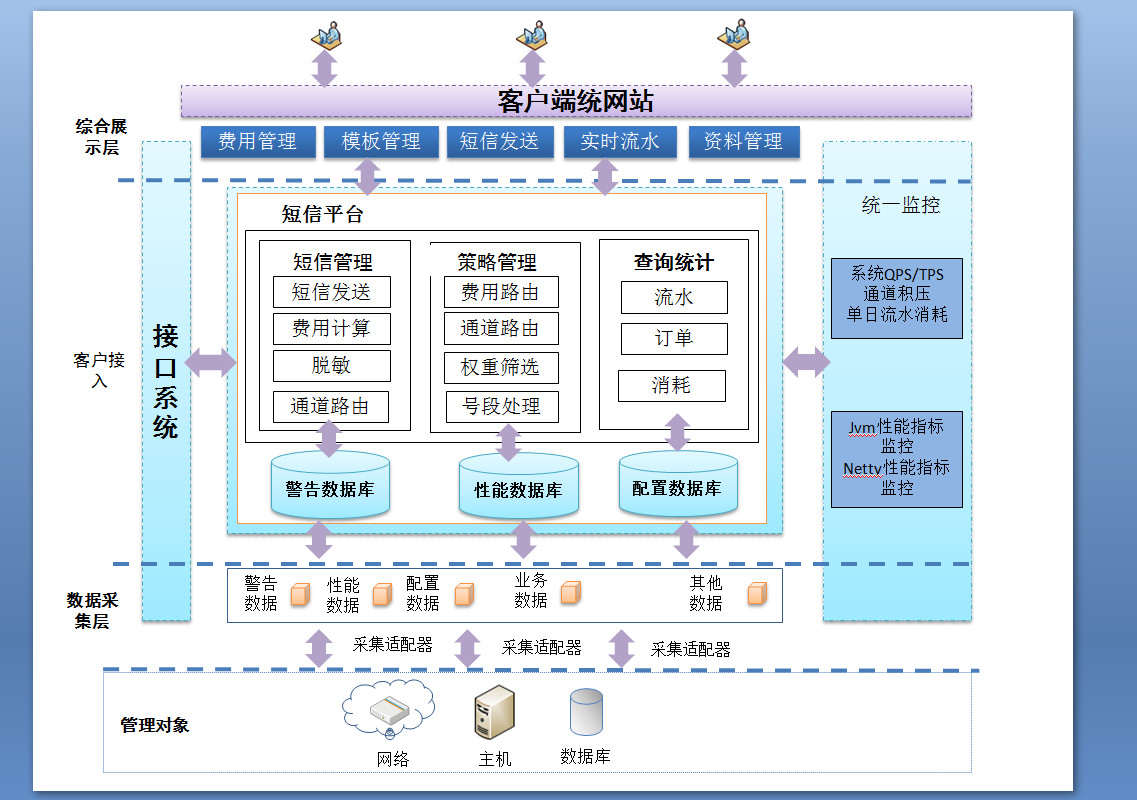 客户端统网站
综合展
示层
费用管理
模板管理
短信发送
实时流水
资料管理
统一监控
短信平台
短信管理
短信发送
费用计算
脱敏
通道路由
策略管理
费用路由
通道路由
权重筛选
号段处理
查询统计
流水
订单
消耗
系统QPS/TPS
通道积压
单日流水消耗
接
口
系
统
客户接
入
Jvm性能指标
监控
Netty性能指标
监控
警告数据库
性能数据库
配置数据库
数据采
集层
警告
数据
性能
数据
配置
数据
业务
数据
其他
数据
采集适配器
采集适配器
采集适配器
管理对象
网络
主机
数据库